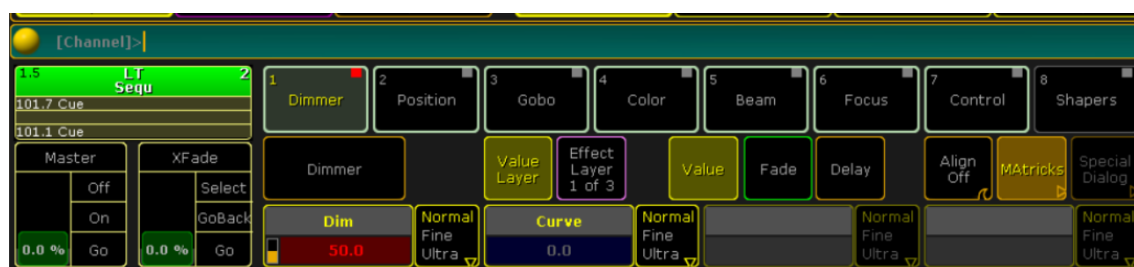 [Channel]>
1.5 LT 2
Sequ
101.7 Cue
101.1 Cue
1 Dimmer
2 Position
3 Gobo
4 Color
5 Beam
6 Focus
7 Control
8 Shapers
Master
XFade
Off
Select
On
GoBack
0.0 %
Go
0.0 %
Go
Dimmer
Value
Layer
Effect
Layer
1 of 3
Value
Fade
Delay
Align
Off
MAtricks
Special
Dialog
Dim
50.0
Normal
Fine
Ultra
Curve
0.0
Normal
Fine
Ultra
Normal
Fine
Ultra
Normal
Fine
Ultra